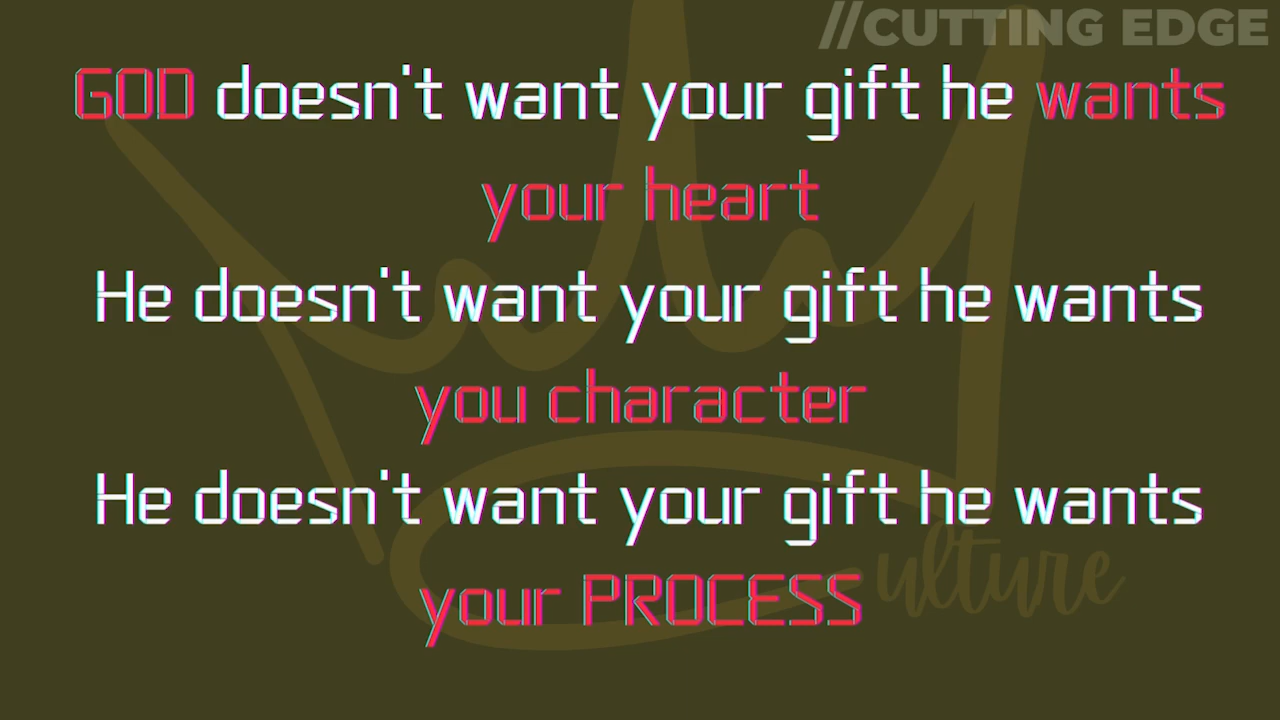 //CUTTING EDGE
GOD doesn't want your gift he wants
your heart
He doesn't want your gift he wants
you character
He doesn't want your gift he wants
your PROCESS
ulture